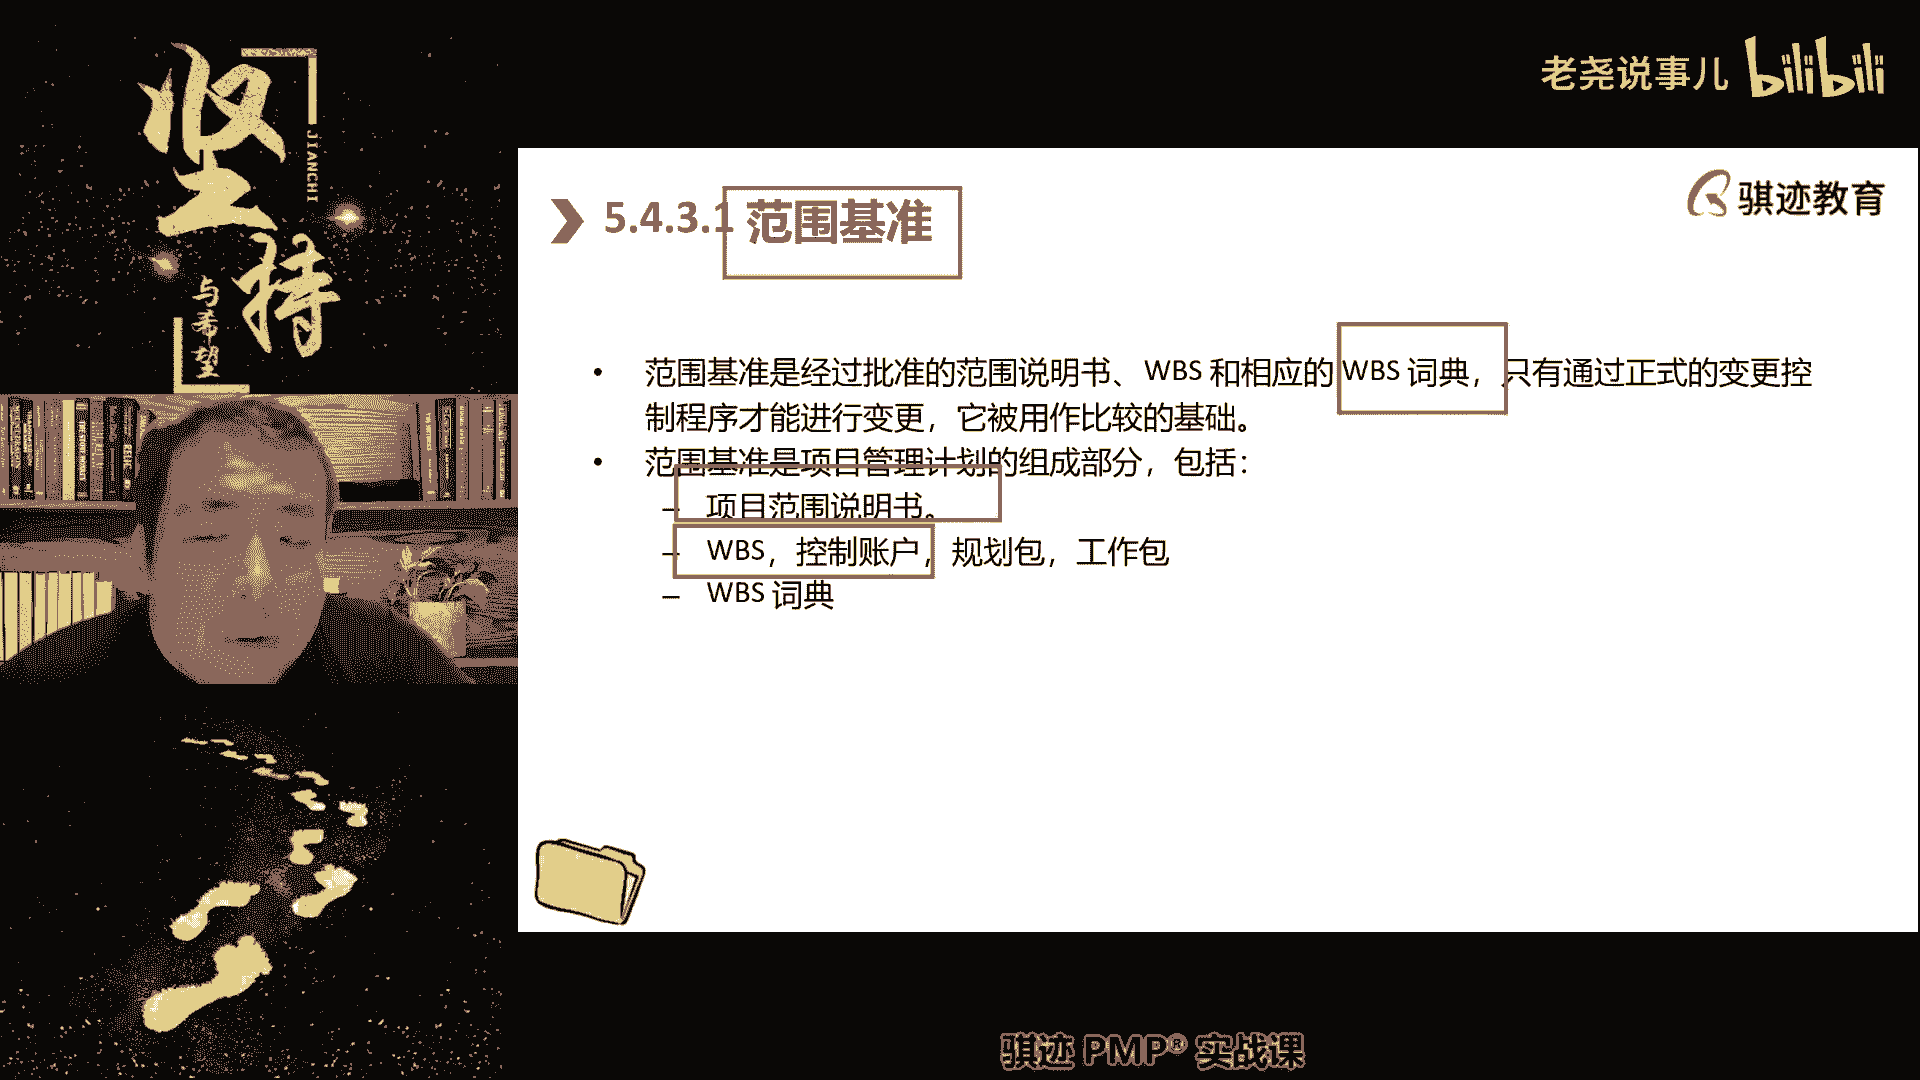 坚持
JIANCHI
与希望
老尧说事儿 bilibili
骐迹教育
5.4.3.1 范围基准
• 范围基准是经过批准的范围说明书、WBS 和相应的 WBS 词典，只有通过正式的变更控
制程序才能进行变更，它被用作比较的基础。
• 范围基准是项目管理计划的组成部分，包括：
– 项目范围说明书。
– WBS，控制账户，规划包，工作包
– WBS 词典
骐迹 PMP® 实战课